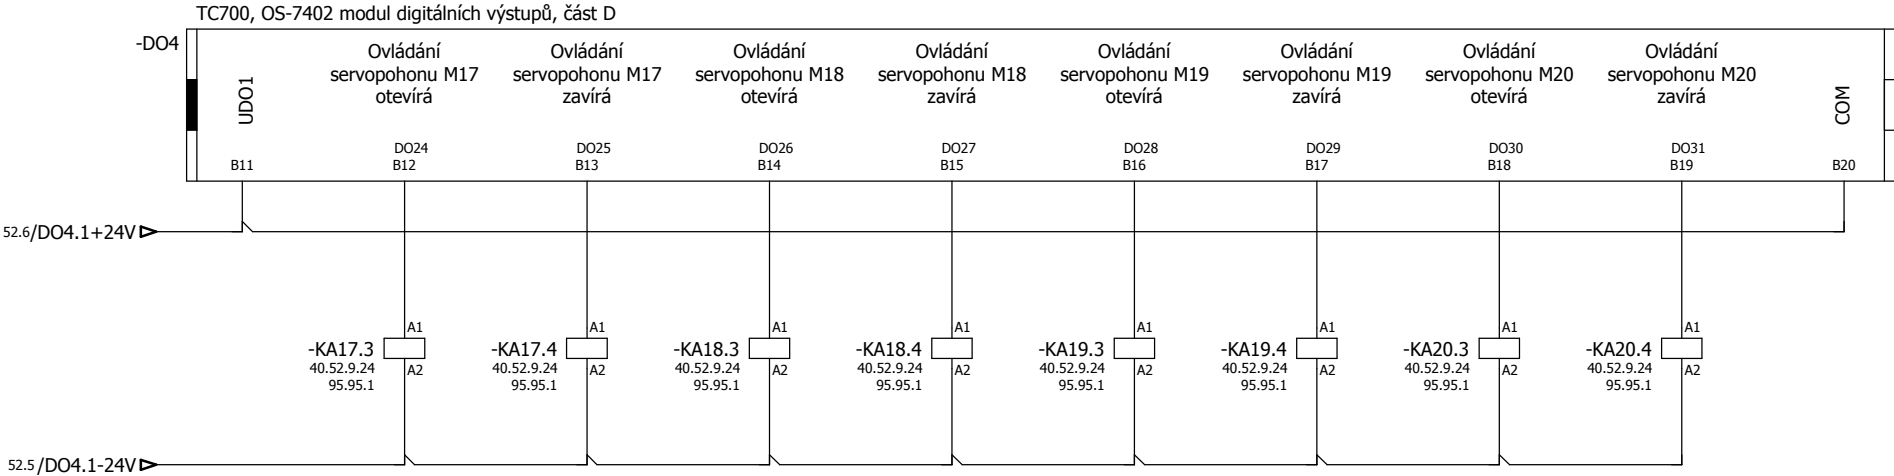 TC700, OS-7402 modul digitálních výstupů, část D
-DO4
UDO1
Ovládání
servopohonu M17
otevírá
Ovládání
servopohonu M17
zavírá
Ovládání
servopohonu M18
otevírá
Ovládání
servopohonu M18
zavírá
Ovládání
servopohonu M19
otevírá
Ovládání
servopohonu M19
zavírá
Ovládání
servopohonu M20
otevírá
Ovládání
servopohonu M20
zavírá
COM
B11
DO24
B12
DO25
B13
DO26
B14
DO27
B15
DO28
B16
DO29
B17
DO30
B18
DO31
B19
B20
52.6/DO4.1+24V
-KA17.3
40.52.9.24
95.95.1
A1
A2
-KA17.4
40.52.9.24
95.95.1
A1
A2
-KA18.3
40.52.9.24
95.95.1
A1
A2
-KA18.4
40.52.9.24
95.95.1
A1
A2
-KA19.3
40.52.9.24
95.95.1
A1
A2
-KA19.4
40.52.9.24
95.95.1
A1
A2
-KA20.3
40.52.9.24
95.95.1
A1
A2
-KA20.4
40.52.9.24
95.95.1
A1
A2
52.5/DO4.1-24V